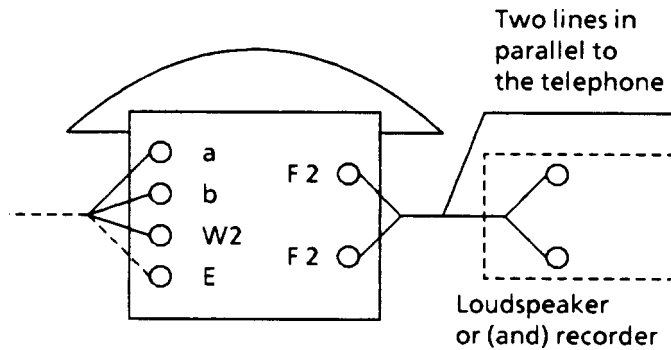 Two lines in
parallel to
the telephone
a
F 2
b
W2
F 2
E
Loudspeaker
or (and) recorder